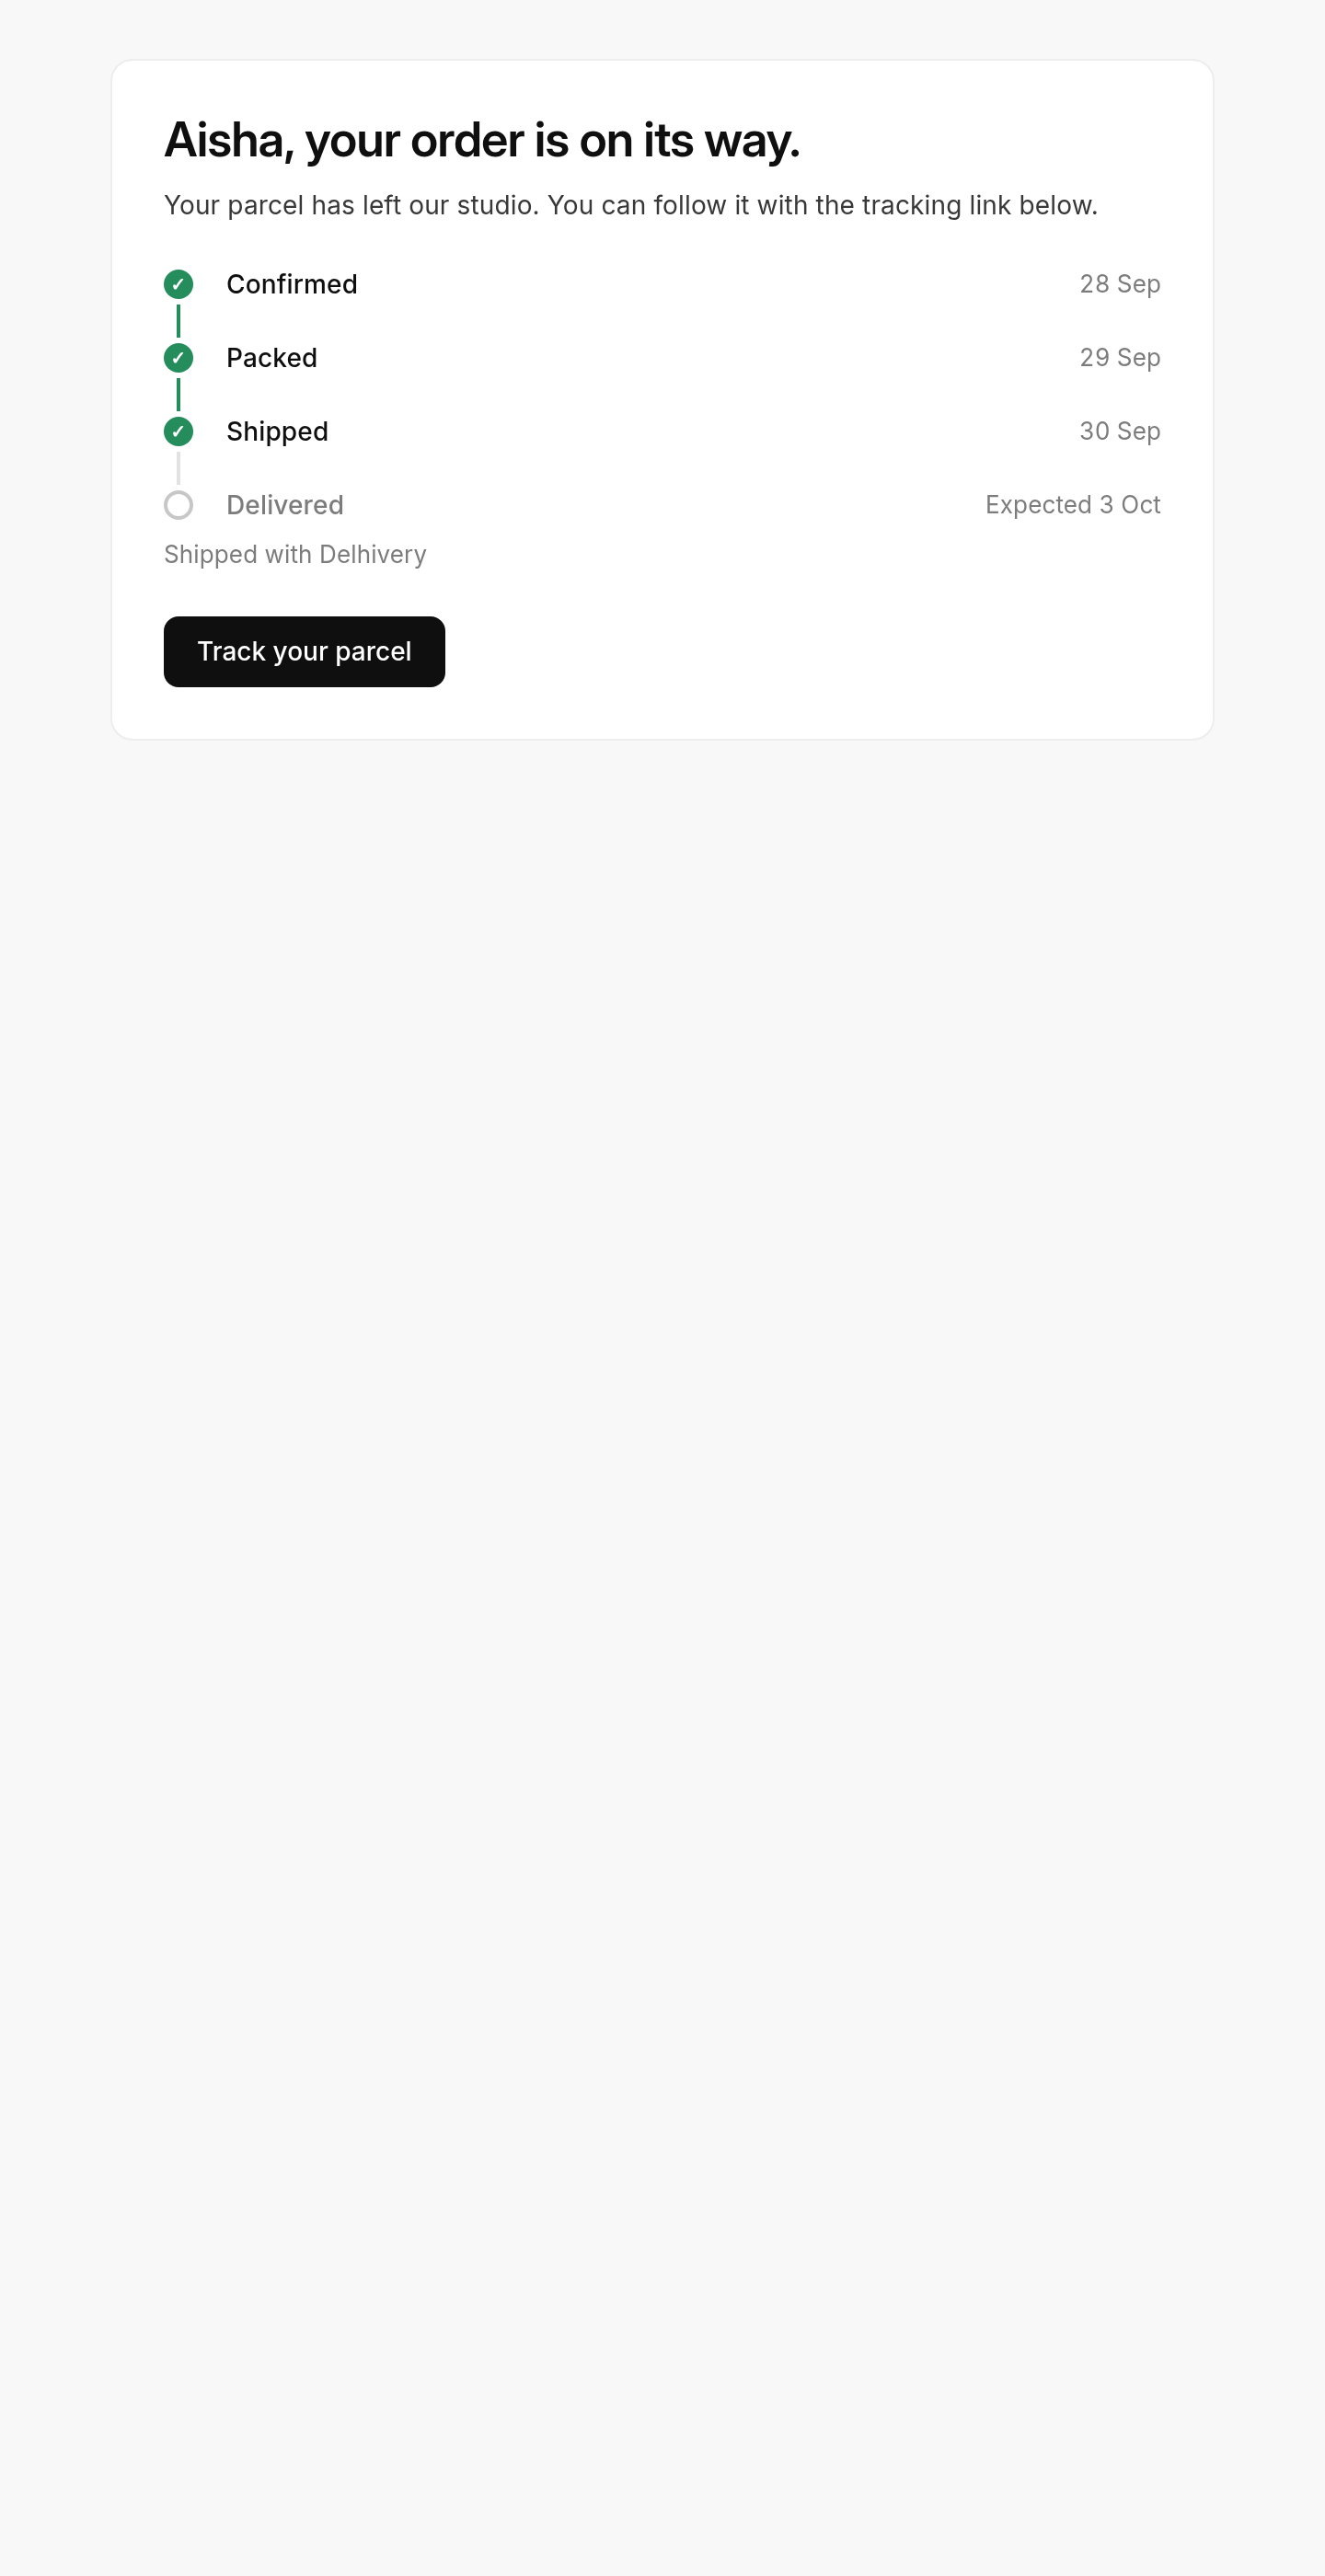 Aisha, your order is on its way.
Your parcel has left our studio. You can follow it with the tracking link below.
✓ Confirmed 28 Sep
✓ Packed 29 Sep
✓ Shipped 30 Sep
Delivered Expected 3 Oct
Shipped with Delhivery
Track your parcel